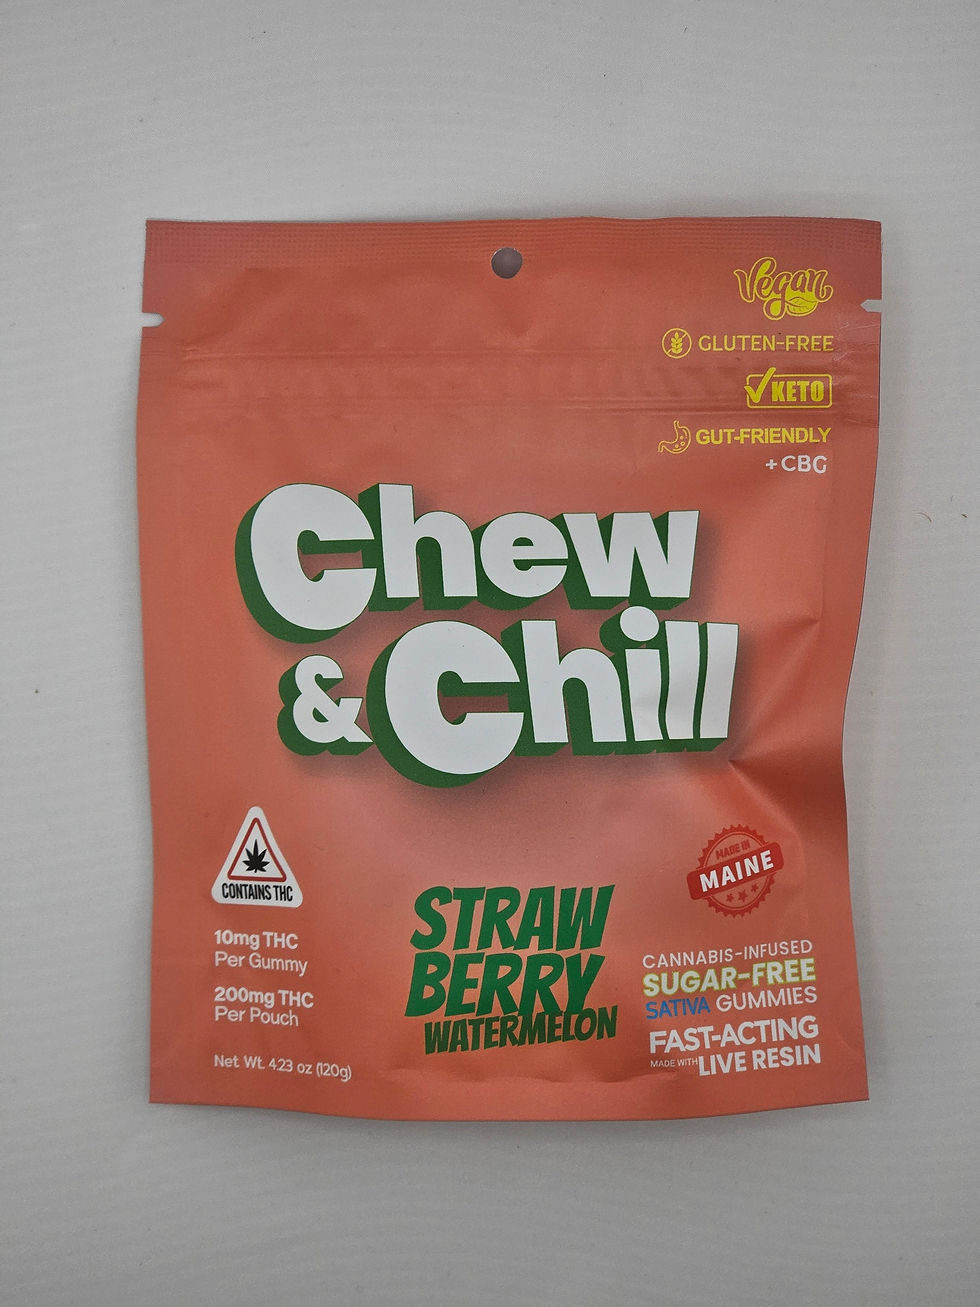 Vegan
GLUTEN-FREE
KETO
GUT-FRIENDLY
+CBG
Chew
& Chill
CONTAINS THC
10mg THC
Per Gummy
200mg THC
Per Pouch
Net Wt. 4.23 oz (120g)
STRAW
BERRY
WATERMELON
MADE IN
MAINE
CANNABIS-INFUSED
SUGAR-FREE
SATIVA GUMMIES
FAST-ACTING
MADE WITH LIVE RESIN